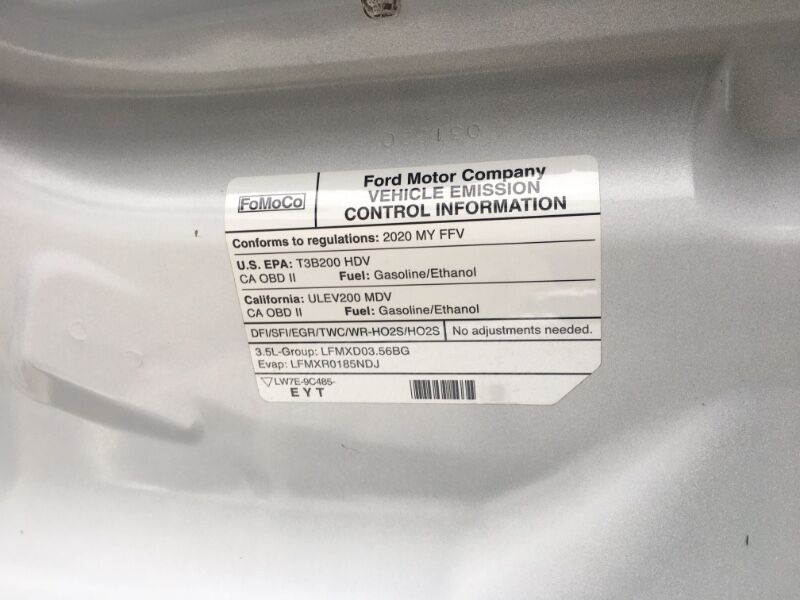 FoMoCo
Ford Motor Company
VEHICLE EMISSION
CONTROL INFORMATION
Conforms to regulations: 2020 MY FFV
U.S. EPA: T3B200 HDV
CA OBD II Fuel: Gasoline/Ethanol
California: ULEV200 MDV
CA OBD II Fuel: Gasoline/Ethanol
DFI/SFI/EGR/TWC/WR-HO2S/HO2S No adjustments needed.
3.5L-Group: LFMXD03.56BG
Evap: LFMXR0185NDJ
LW7E-9C485-
E Y T